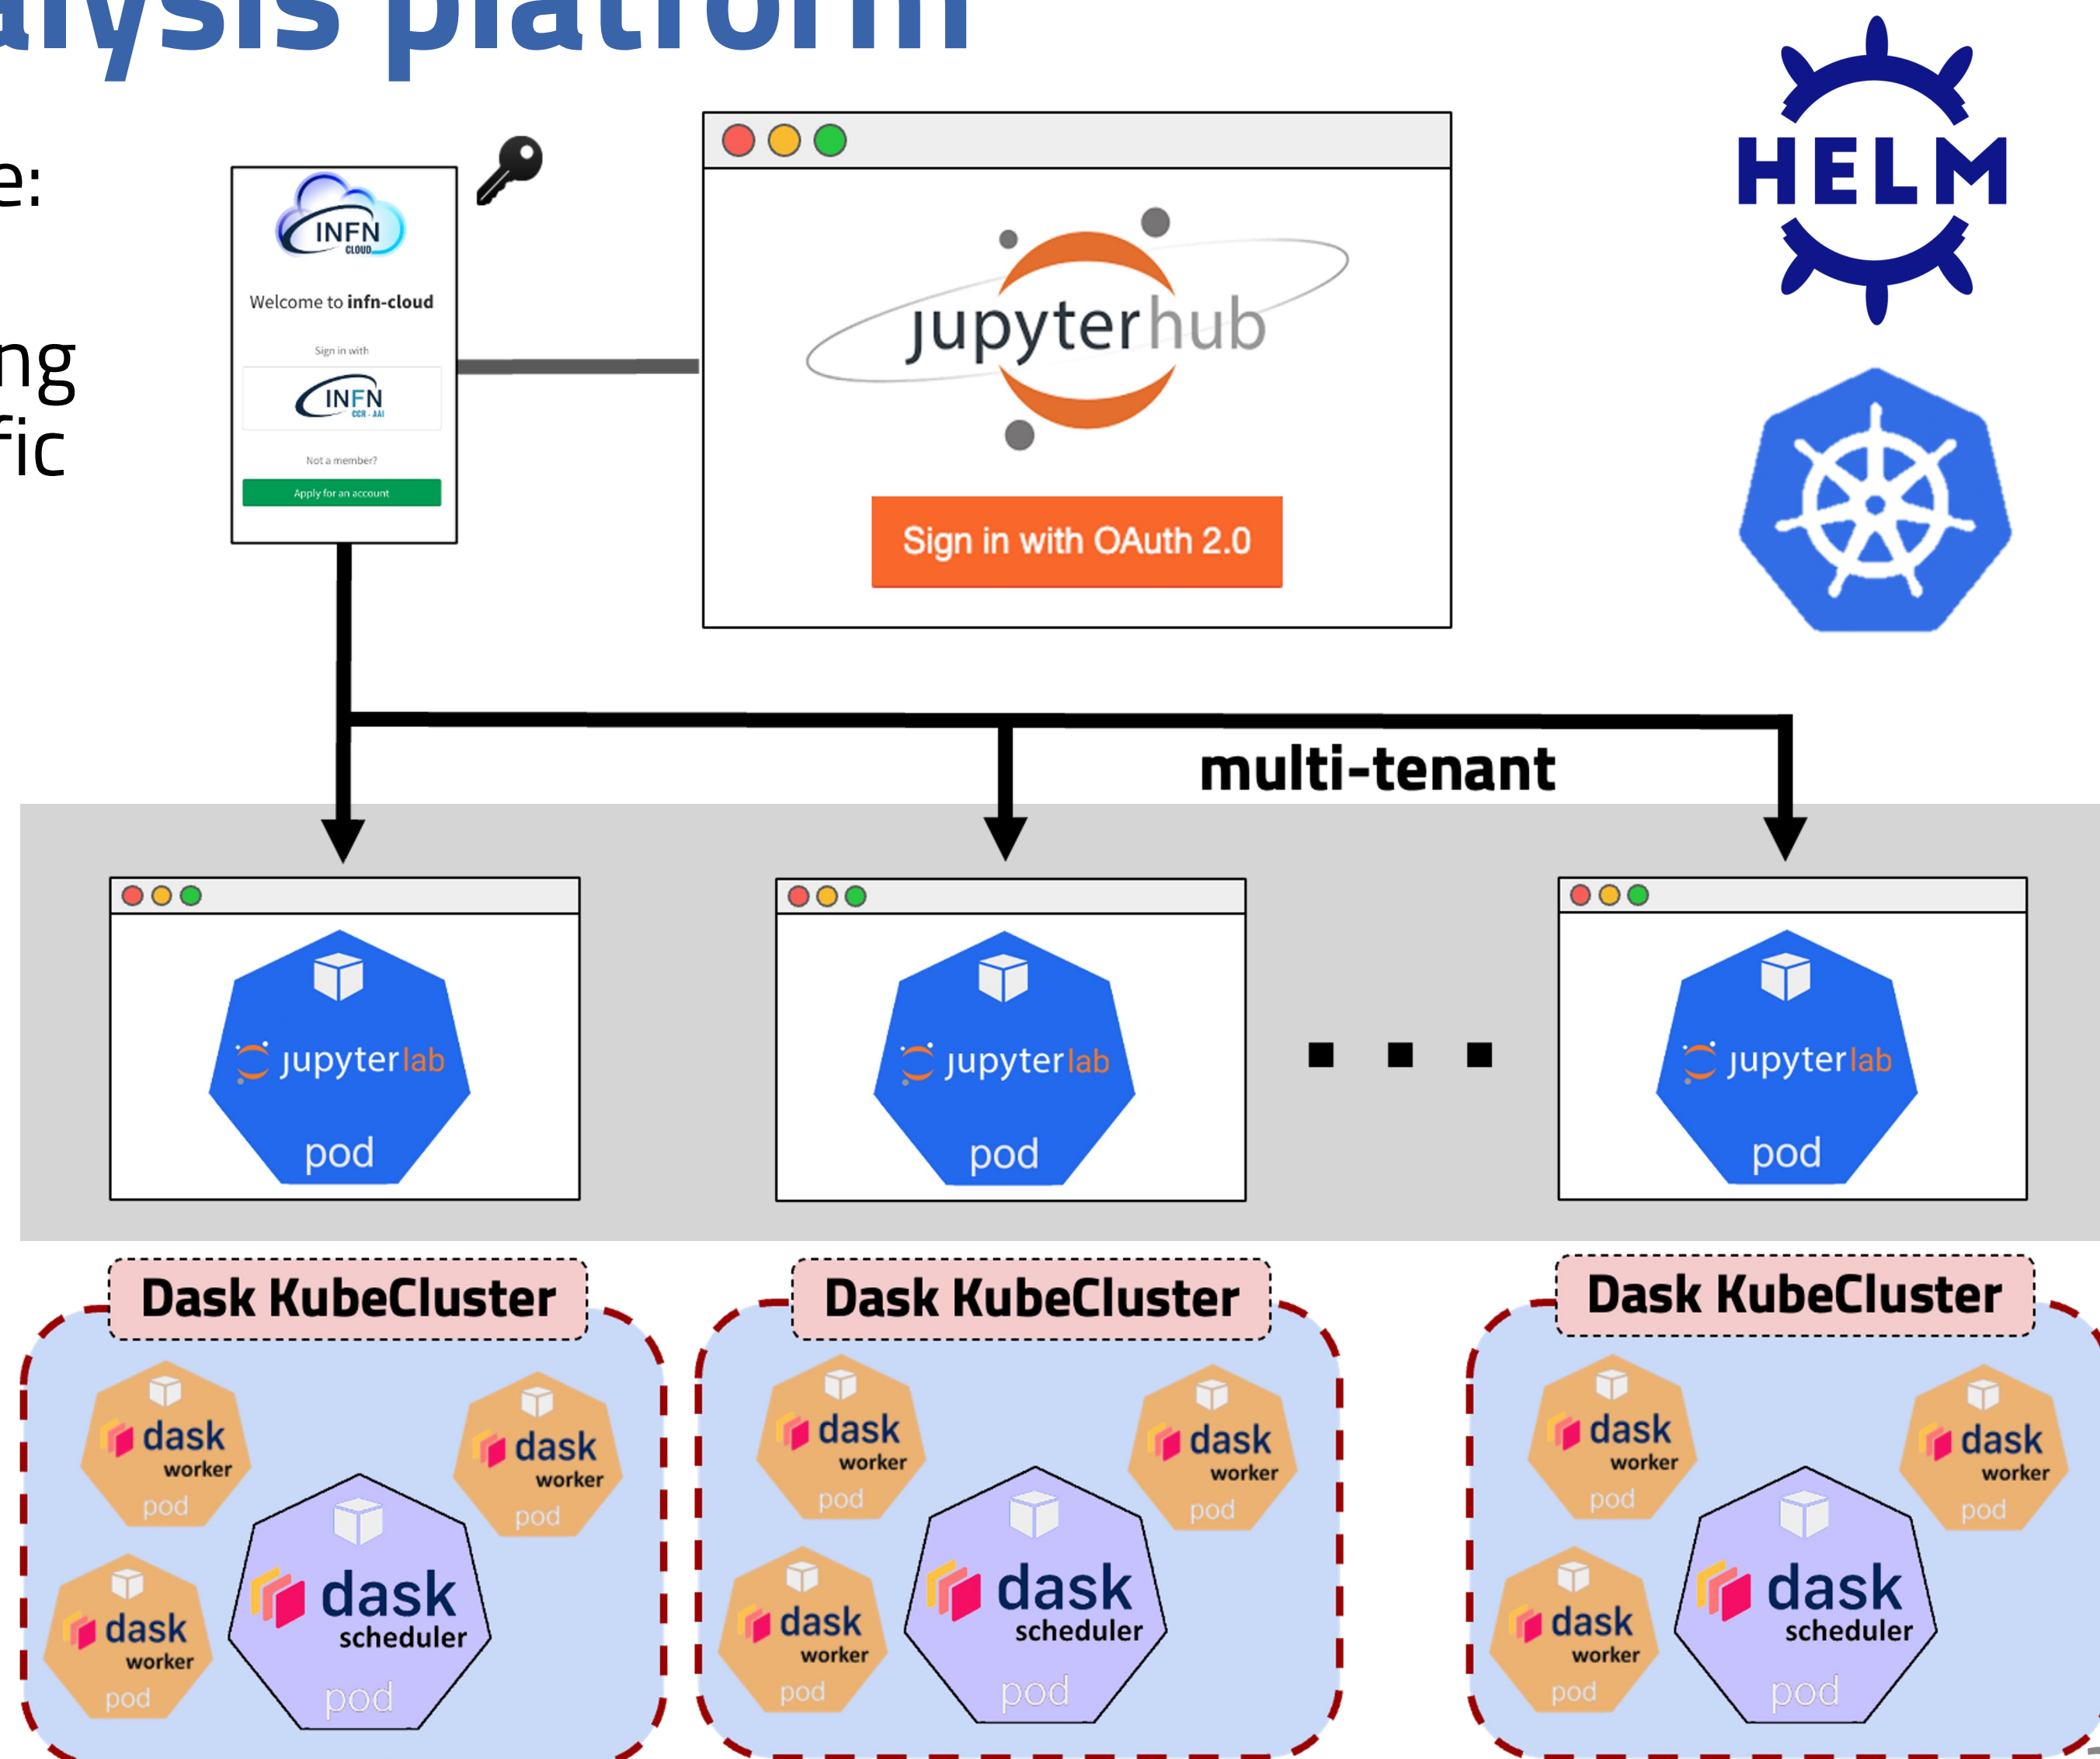 alysis platform
e:
ng
fic
INFN
CLOUD
Welcome to infn-cloud
Sign in with
INFN
CCR - AAI
Not a member?
Apply for an account
jupyterhub
Sign in with OAuth 2.0
HELM
multi-tenant
jupyterlab
pod
jupyterlab
pod
jupyterlab
pod
Dask KubeCluster
dask
worker
pod
dask
worker
pod
dask
worker
pod
dask
scheduler
pod
Dask KubeCluster
dask
worker
pod
dask
worker
pod
dask
worker
pod
dask
scheduler
pod
Dask KubeCluster
dask
worker
pod
dask
worker
pod
dask
worker
pod
dask
scheduler
pod